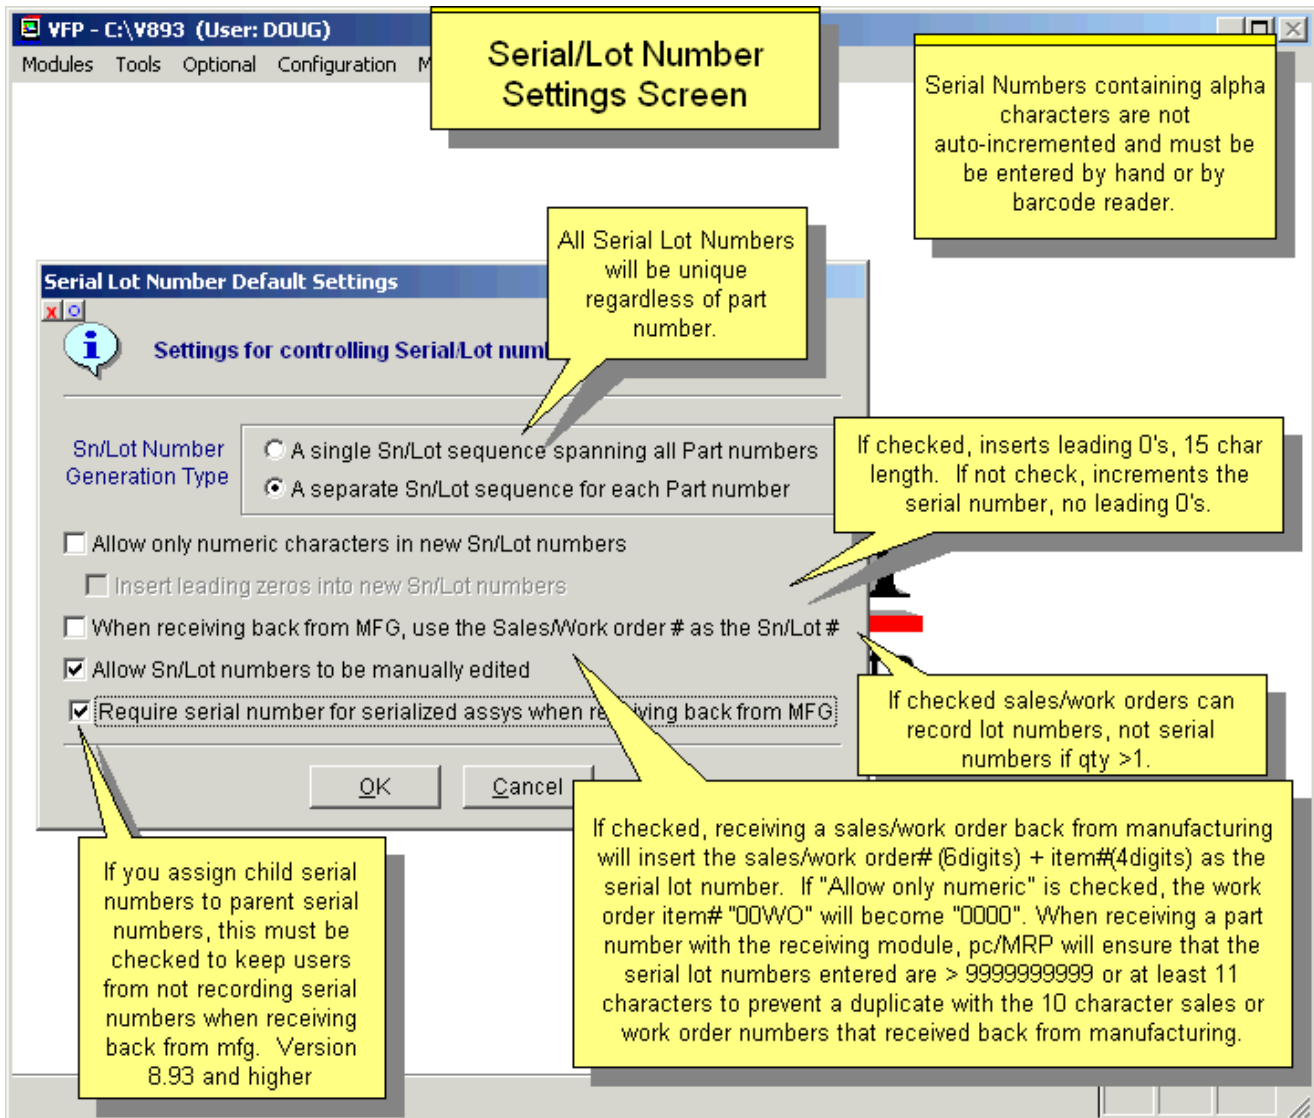 VFP - C:\V893 (User: DOUG)
Modules Tools Optional Configuration M
Serial/Lot Number
Settings Screen
Serial Numbers containing alpha
characters are not
auto-incremented and must be
be entered by hand or by
barcode reader.
All Serial Lot Numbers
will be unique
regardless of part
number.
Serial Lot Number Default Settings
Settings for controlling Serial/Lot num
Sn/Lot Number
Generation Type
A single Sn/Lot sequence spanning all Part numbers
A separate Sn/Lot sequence for each Part number
If checked, inserts leading 0's, 15 char
length. If not check, increments the
serial number, no leading 0's.
Allow only numeric characters in new Sn/Lot numbers
Insert leading zeros into new Sn/Lot numbers
When receiving back from MFG, use the Sales/Work order # as the Sn/Lot #
Allow Sn/Lot numbers to be manually edited
Require serial number for serialized assys when receiving back from MFG
If checked sales/work orders can
record lot numbers, not serial
numbers if qty >1.
OK Cancel
If you assign child serial
numbers to parent serial
numbers, this must be
checked to keep users
from not recording serial
numbers when receiving
back from mfg. Version
8.93 and higher
If checked, receiving a sales/work order back from manufacturing
will insert the sales/work order# (6digits) + item#(4digits) as the
serial lot number. If "Allow only numeric" is checked, the work
order item# "00WO" will become "0000". When receiving a part
number with the receiving module, pc/MRP will ensure that the
serial lot numbers entered are > 9999999999 or at least 11
characters to prevent a duplicate with the 10 character sales or
work order numbers that received back from manufacturing.